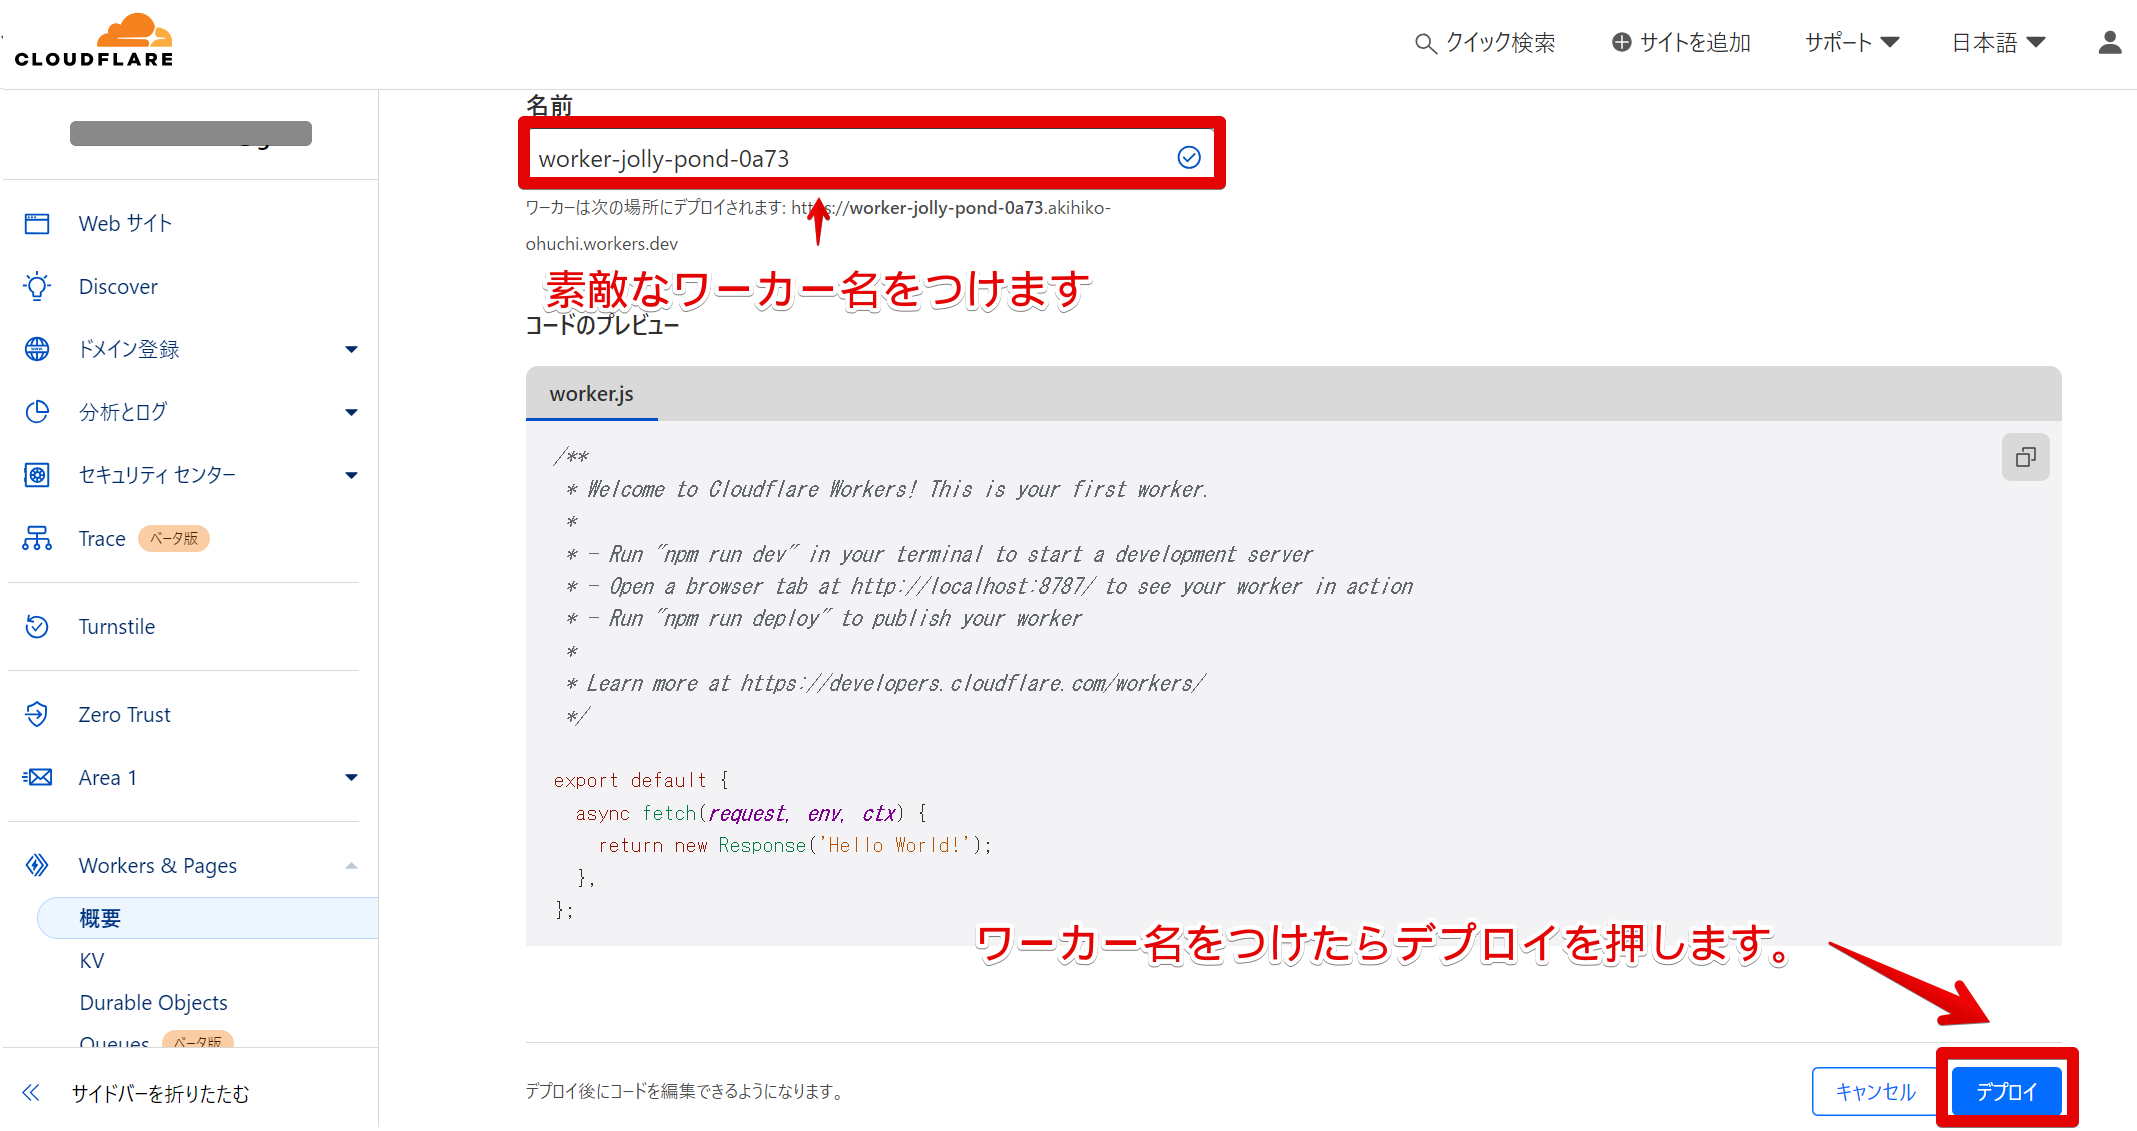 CLOUDFLARE
クイック検索
サイトを追加
サポート
日本語
Web サイト
Discover
ドメイン登録
分析とログ
セキュリティ センター
Trace ベータ版
Turnstile
Zero Trust
Area 1
Workers & Pages
概要
KV
Durable Objects
Queues ベータ版
サイドバーを折りたたむ
名前
worker-jolly-pond-0a73
ワーカーは次の場所にデプロイされます: https://worker-jolly-pond-0a73.akihiko-
ohuchi.workers.dev
素敵なワーカー名をつけます
コードのプレビュー
worker.js
/**
* Welcome to Cloudflare Workers! This is your first worker.
*
* - Run "npm run dev" in your terminal to start a development server
* - Open a browser tab at http://localhost:8787/ to see your worker in action
* - Run "npm run deploy" to publish your worker
*
* Learn more at https://developers.cloudflare.com/workers/
*/
export default {
async fetch(request, env, ctx) {
return new Response('Hello World!');
},
};
ワーカー名をつけたらデプロイを押します。
デプロイ後にコードを編集できるようになります。
キャンセル
デプロイ